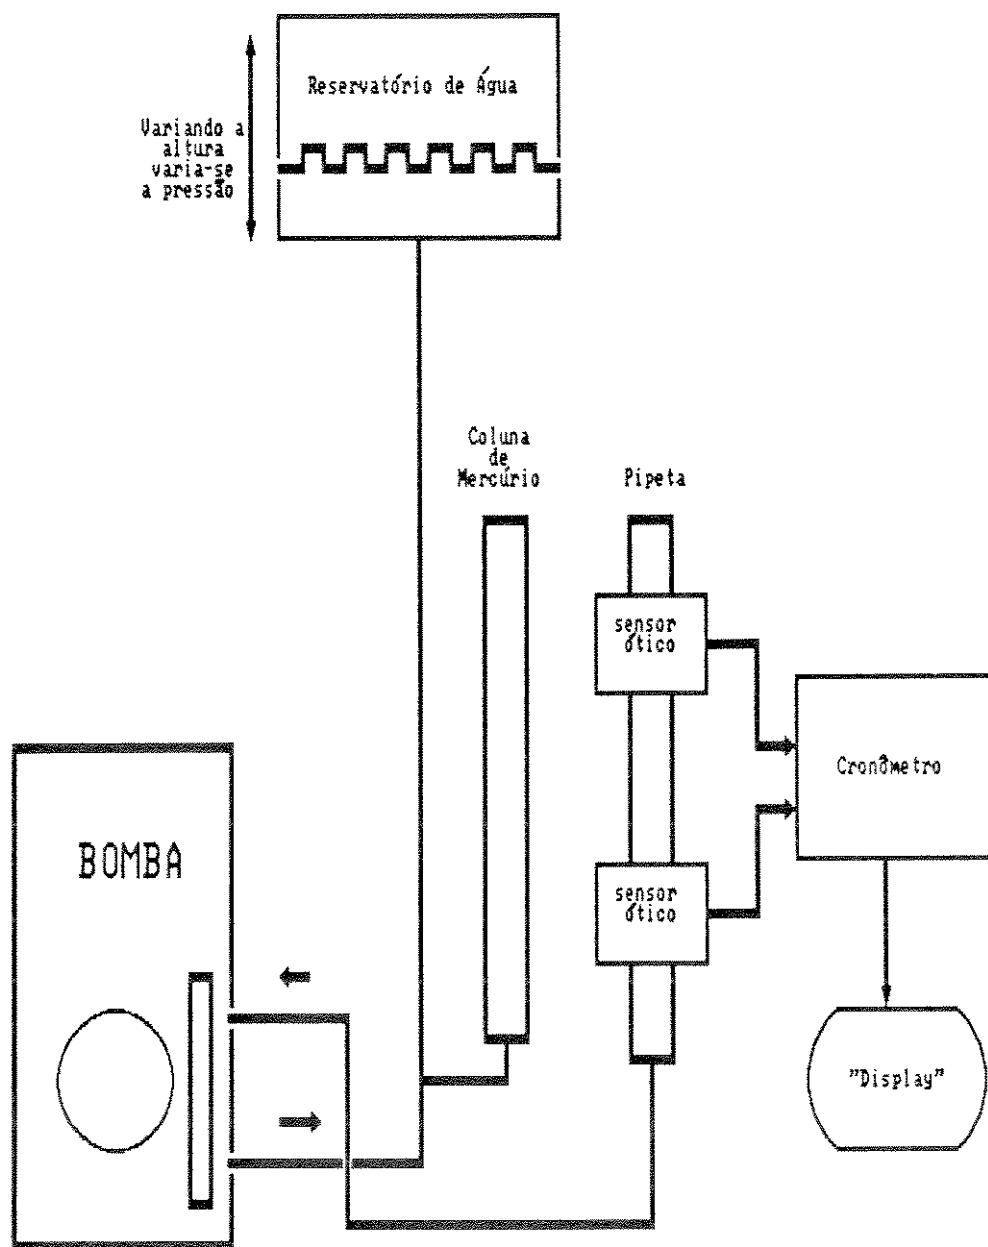 Reservatório de Água
Variando a
altura
varia-se
a pressão
Coluna
de
Mercúrio
Pipeta
sensor
ótico
Cronômetro
BOMBA
sensor
ótico
"Display"